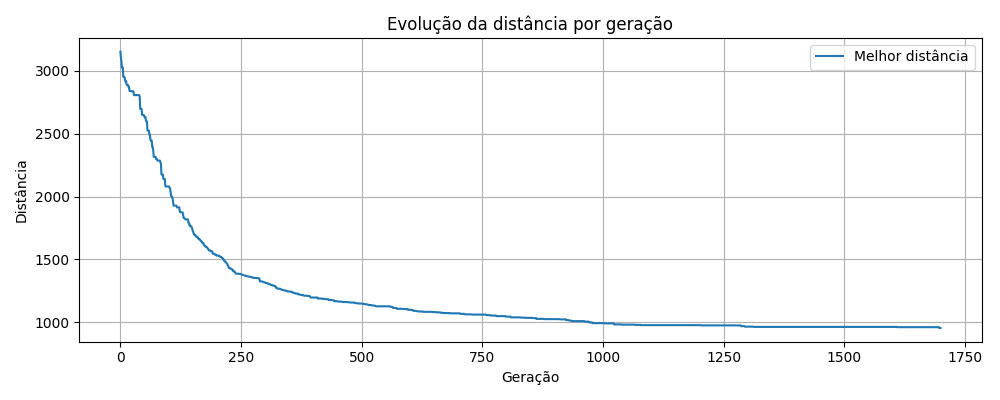 Evolução da distância por geração
Melhor distância
Distância
3000
2500
2000
1500
1000
0 250 500 750 1000 1250 1500 1750
Geração